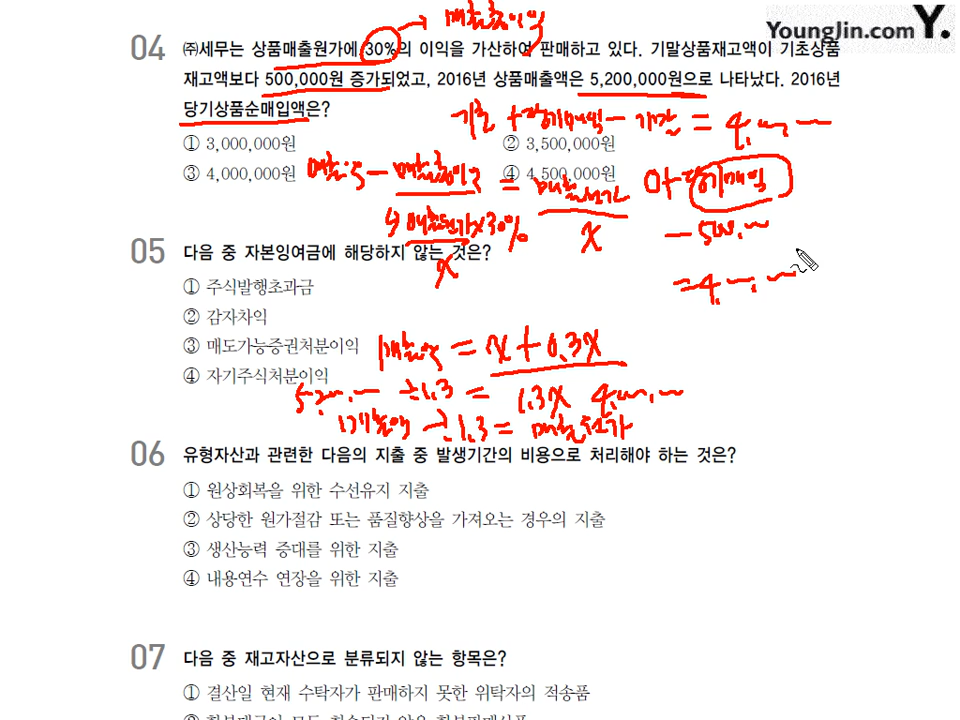 → 매출총이익
YoungJin.com Y.
04 ㈜세무는 상품매출원가에 30%의 이익을 가산하여 판매하고 있다. 기말상품재고액이 기초상품
재고액보다 500,000원 증가되었고, 2016년 상품매출액은 5,200,000원으로 나타났다. 2016년
당기상품순매입액은?
기초 + 당기매입 - 기말 = 4,
① 3,000,000원 ② 3,500,000원
③ 4,000,000원 ④ 4,500,000원
매출액 - 매출총이익 = 매출원가 당기매입
매출원가 x 30% x - 500,
05 다음 중 자본잉여금에 해당하지 않는 것은?
x = 4,
① 주식발행초과금
② 감자차익
③ 매도가능증권처분이익
매출액 = x + 0.3x
④ 자기주식처분이익
52 ÷ 1.3 = 1.3x 4,
매출액 ÷ 1.3 = 매출원가
06 유형자산과 관련한 다음의 지출 중 발생기간의 비용으로 처리해야 하는 것은?
① 원상회복을 위한 수선유지 지출
② 상당한 원가절감 또는 품질향상을 가져오는 경우의 지출
③ 생산능력 증대를 위한 지출
④ 내용연수 연장을 위한 지출
07 다음 중 재고자산으로 분류되지 않는 항목은?
① 결산일 현재 수탁자가 판매하지 못한 위탁자의 적송품